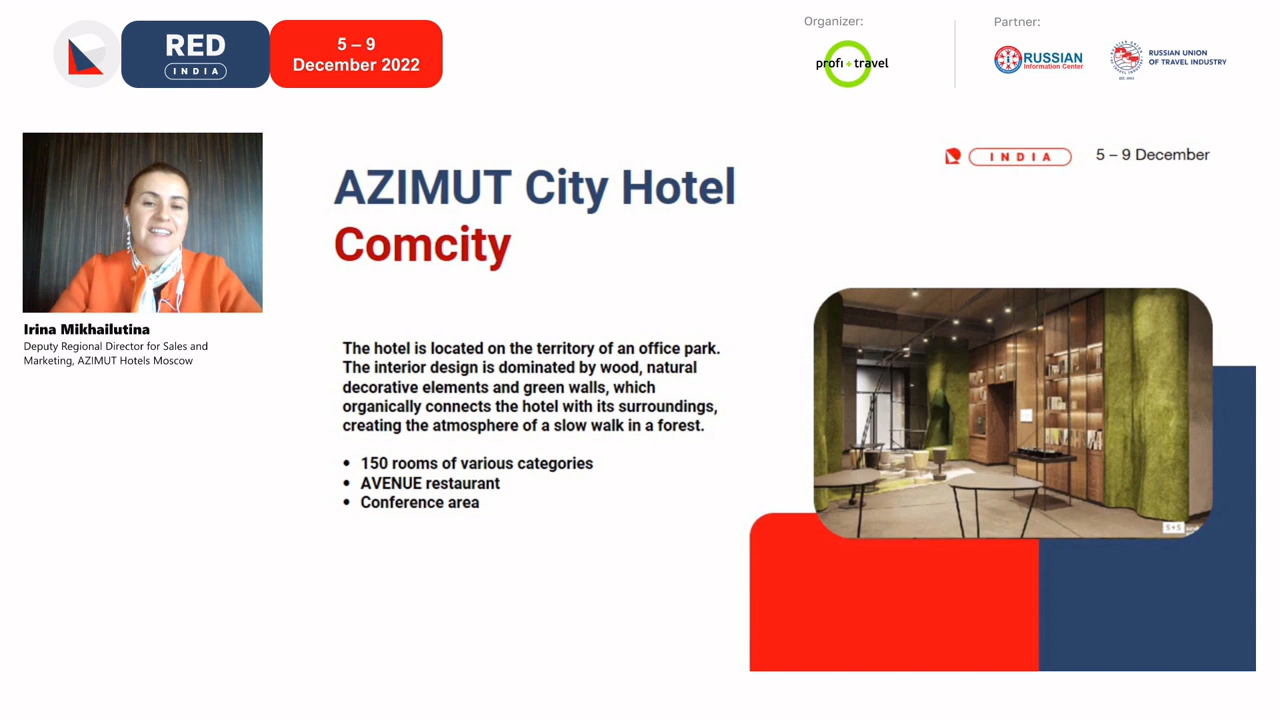 RED
INDIA
5 – 9
December 2022
Organizer:
profi + travel
Partner:
RUSSIAN
Information Center
RUSSIAN UNION
OF TRAVEL INDUSTRY
INDIA
5 – 9 December
AZIMUT City Hotel
Comcity
Irina Mikhailutina
Deputy Regional Director for Sales and
Marketing, AZIMUT Hotels Moscow
The hotel is located on the territory of an office park.
The interior design is dominated by wood, natural
decorative elements and green walls, which
organically connects the hotel with its surroundings,
creating the atmosphere of a slow walk in a forest.
• 150 rooms of various categories
• AVENUE restaurant
• Conference area
S+S